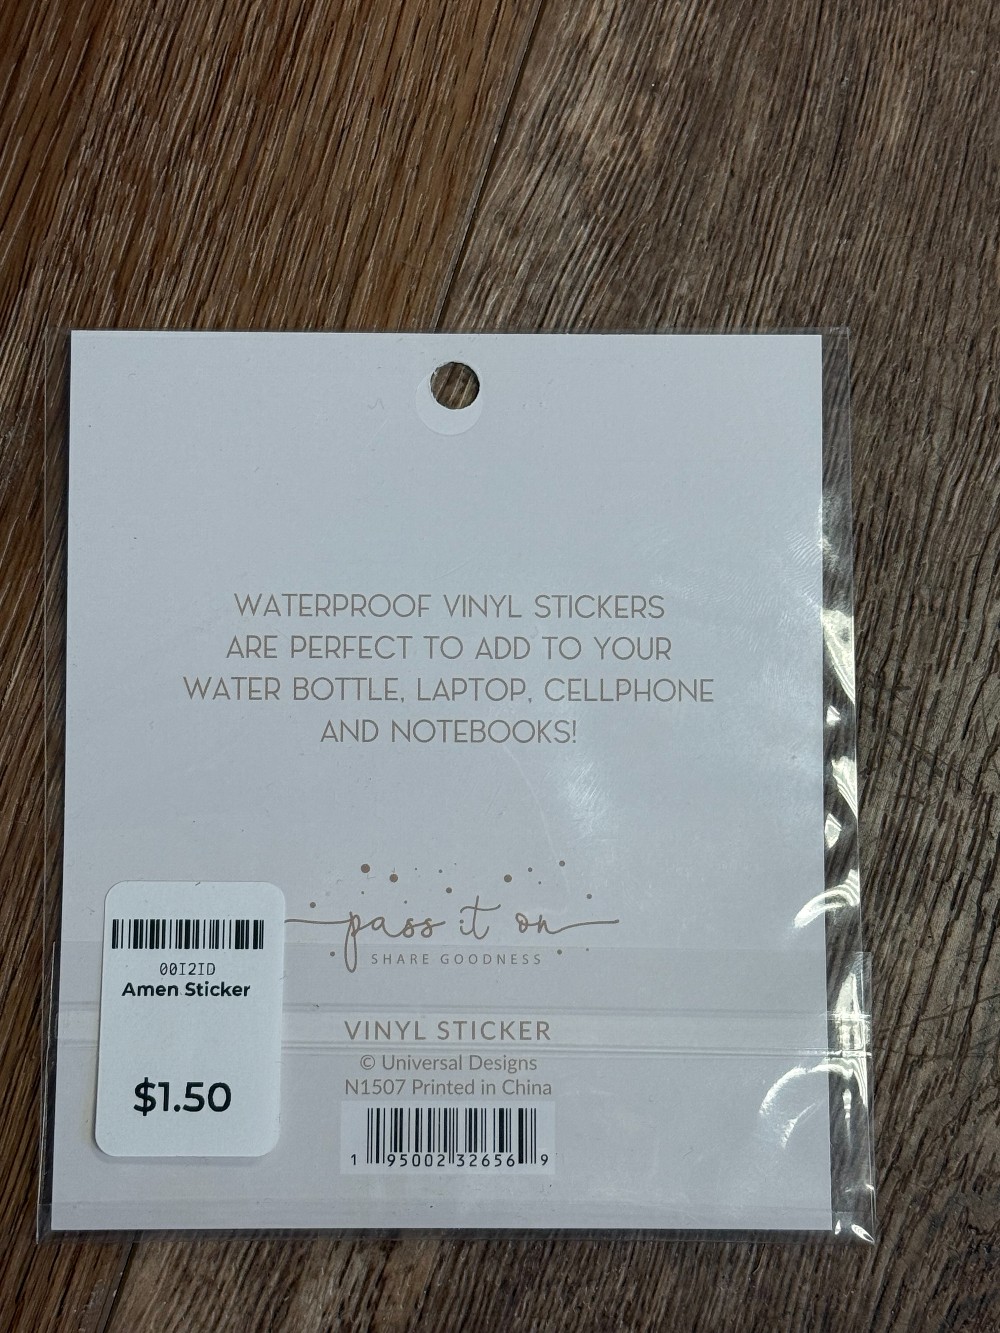 WATERPROOF VINYL STICKERS
ARE PERFECT TO ADD TO YOUR
WATER BOTTLE, LAPTOP, CELLPHONE
AND NOTEBOOKS!
pass it on
SHARE GOODNESS
00I2ID
Amen Sticker
$1.50
VINYL STICKER
© Universal Designs
N1507 Printed in China
1 95002 32656 9